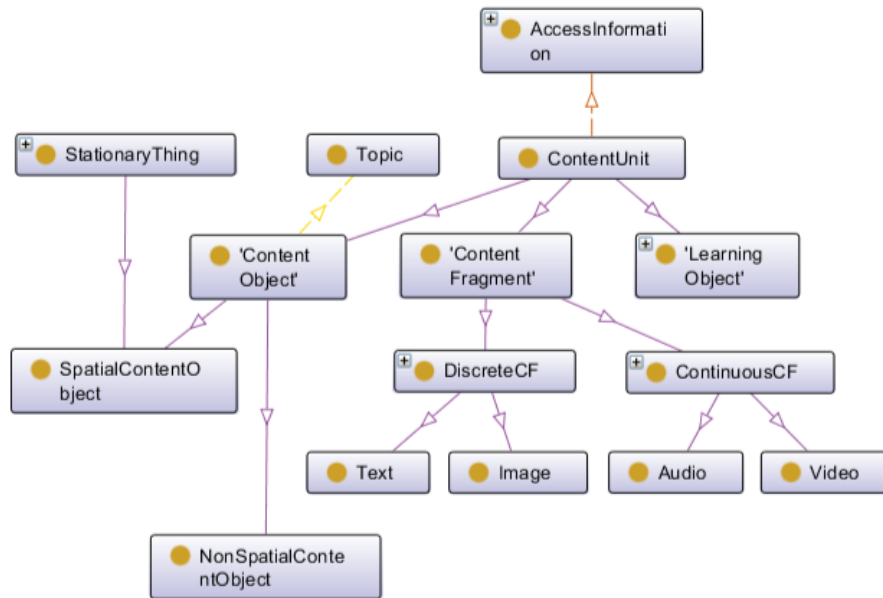 AccessInformati
on
StationaryThing
Topic
ContentUnit
'Content
Object'
'Content
Fragment'
'Learning
Object'
SpatialContentO
bject
DiscreteCF
ContinuousCF
Text
Image
Audio
Video
NonSpatialConte
ntObject